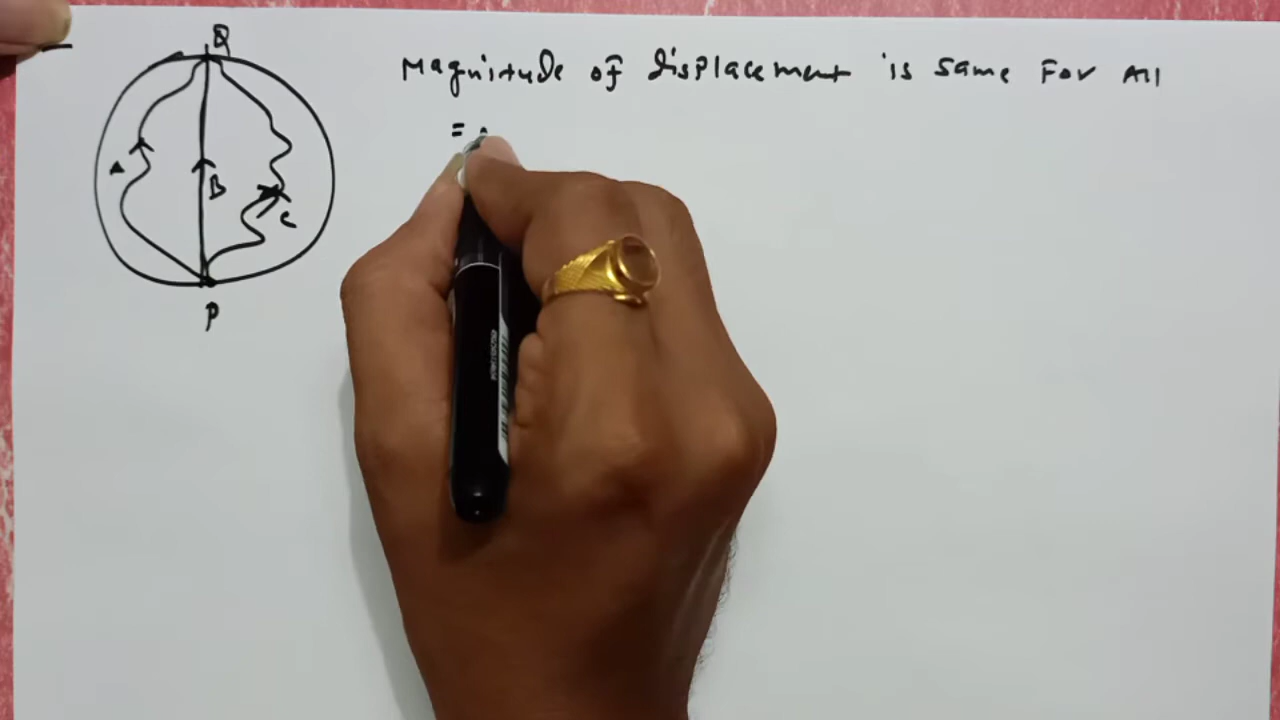 Q
Magnitude of displacement is same For All
=
A
B
C
P